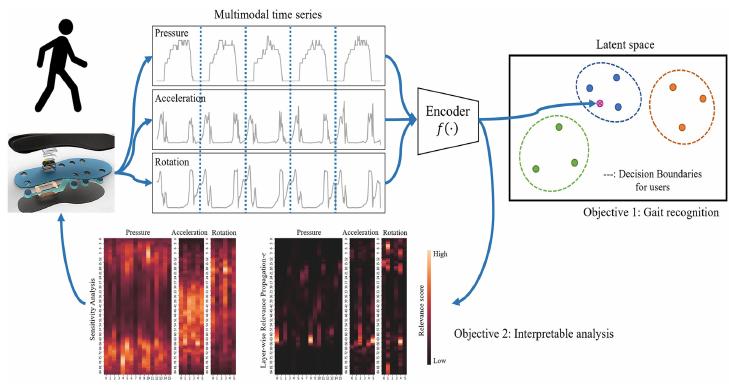 Multimodal time series
Pressure
Acceleration
Rotation
Encoder
f(·)
Latent space
---: Decision Boundaries
for users
Objective 1: Gait recognition
Pressure
Acceleration
Rotation
Sensitivity Analysis
Pressure
Acceleration
Rotation
Layer-wise Relevance Propagation-ε
High
Relevance score
Low
Objective 2: Interpretable analysis